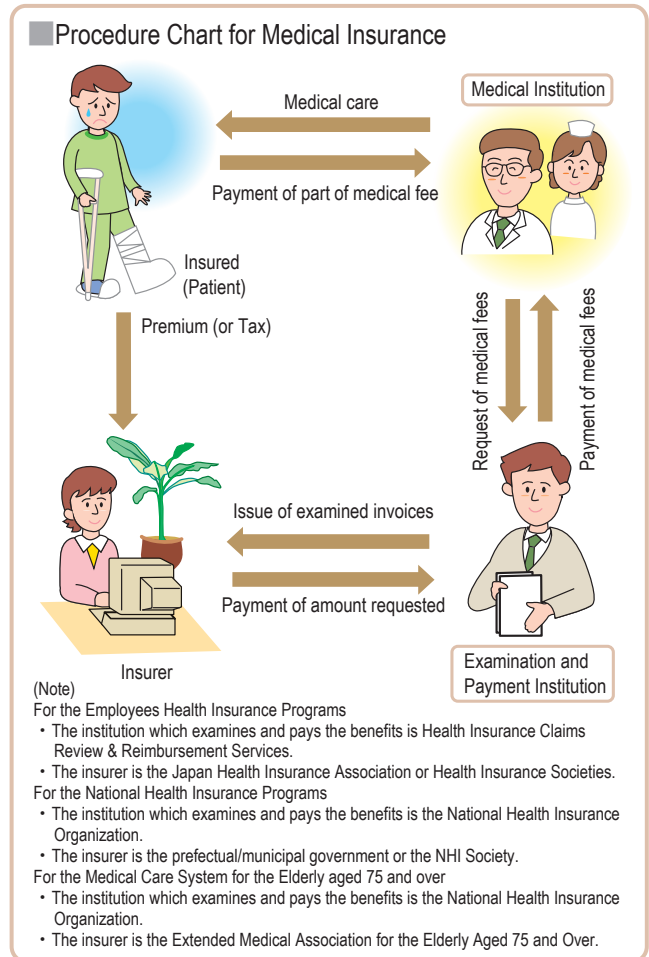 Procedure Chart for Medical Insurance
Medical care
Medical Institution
Payment of part of medical fee
Insured
(Patient)
Premium (or Tax)
Request of medical fees
Payment of medical fees
Issue of examined invoices
Payment of amount requested
Insurer
Examination and
Payment Institution
(Note)
For the Employees Health Insurance Programs
・The institution which examines and pays the benefits is Health Insurance Claims
Review & Reimbursement Services.
・The insurer is the Japan Health Insurance Association or Health Insurance Societies.
For the National Health Insurance Programs
・The institution which examines and pays the benefits is the National Health Insurance
Organization.
・The insurer is the prefectual/municipal government or the NHI Society.
For the Medical Care System for the Elderly aged 75 and over
・The institution which examines and pays the benefits is the National Health Insurance
Organization.
・The insurer is the Extended Medical Association for the Elderly Aged 75 and Over.